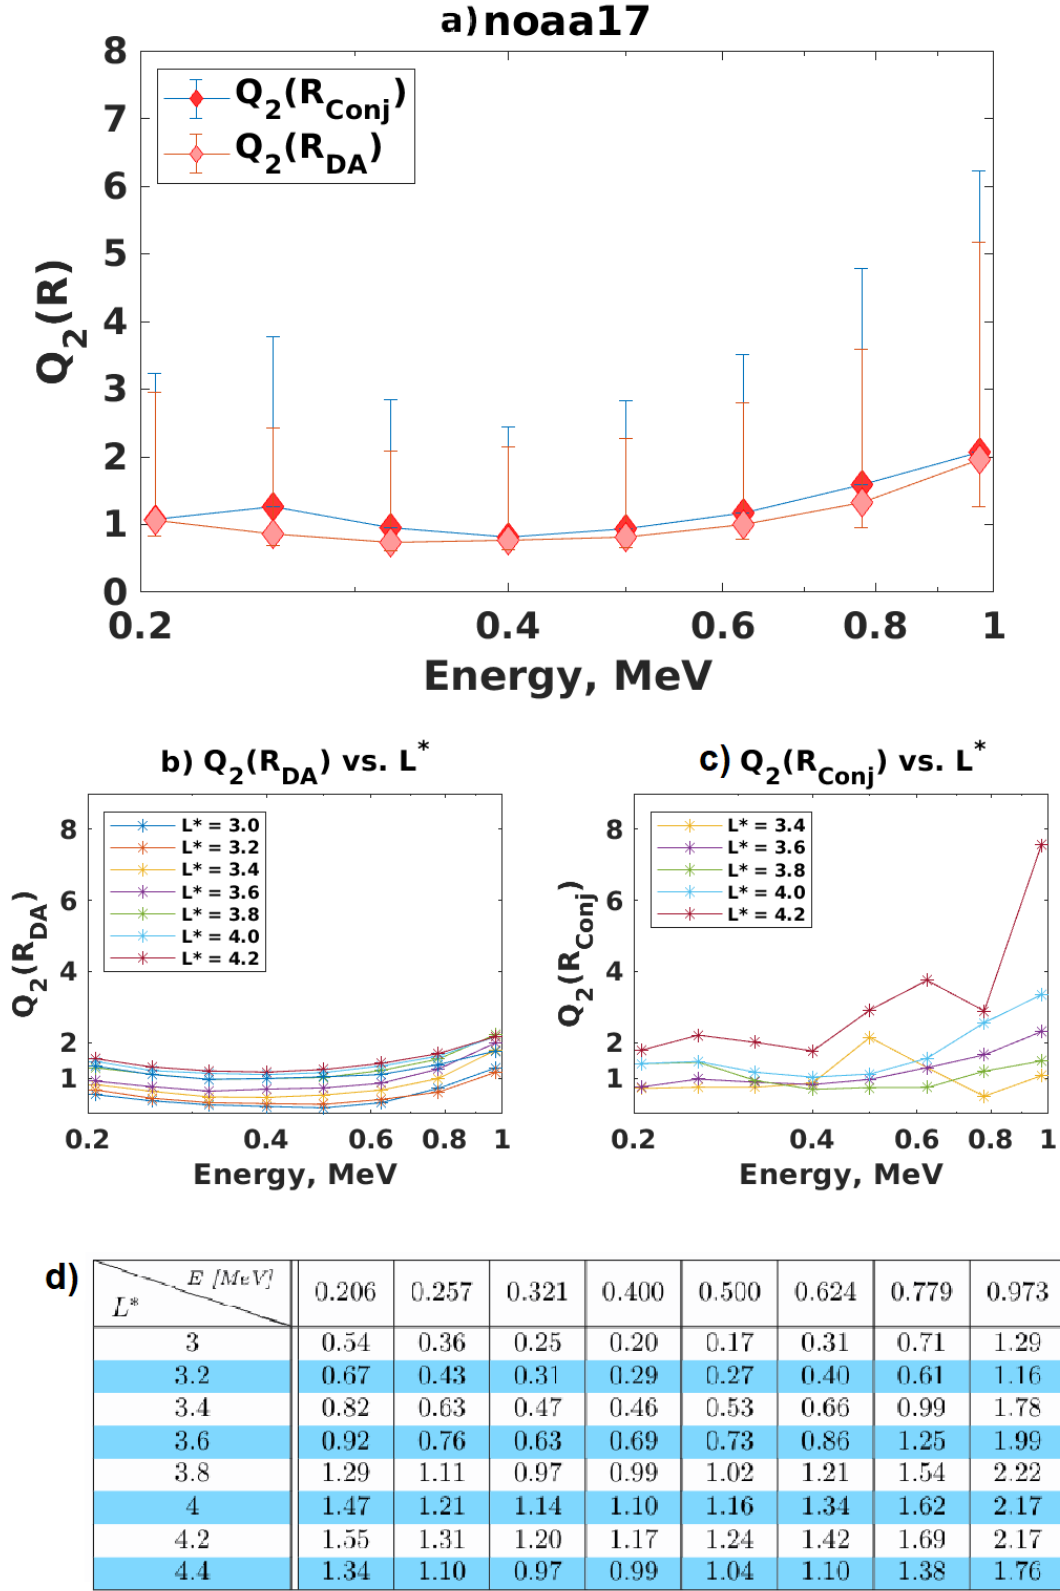 a) noaa17
Q2(RConj)
Q2(RDA)
8
7
6
5
4
3
2
1
0
Q2(R)
0.2 0.4 0.6 0.8 1
Energy, MeV
b) Q2(RDA) vs. L*
L* = 3.0
L* = 3.2
L* = 3.4
L* = 3.6
L* = 3.8
L* = 4.0
L* = 4.2
8
6
4
2
1
Q2(RDA)
0.2 0.4 0.6 0.8 1
Energy, MeV
c) Q2(RConj) vs. L*
L* = 3.4
L* = 3.6
L* = 3.8
L* = 4.0
L* = 4.2
8
6
4
2
1
Q2(RConj)
0.2 0.4 0.6 0.8 1
Energy, MeV
d)
E [MeV]
L* 0.206 0.257 0.321 0.400 0.500 0.624 0.779 0.973
3 0.54 0.36 0.25 0.20 0.17 0.31 0.71 1.29
3.2 0.67 0.43 0.31 0.29 0.27 0.40 0.61 1.16
3.4 0.82 0.63 0.47 0.46 0.53 0.66 0.99 1.78
3.6 0.92 0.76 0.63 0.69 0.73 0.86 1.25 1.99
3.8 1.29 1.11 0.97 0.99 1.02 1.21 1.54 2.22
4 1.47 1.21 1.14 1.10 1.16 1.34 1.62 2.17
4.2 1.55 1.31 1.20 1.17 1.24 1.42 1.69 2.17
4.4 1.34 1.10 0.97 0.99 1.04 1.10 1.38 1.76